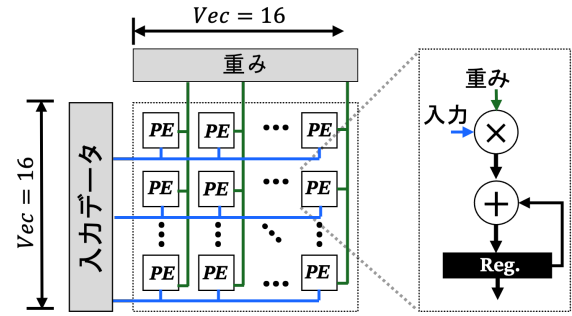 Vec = 16
重み
Vec = 16
入力データ
PE PE ••• PE
PE PE ••• PE
PE PE ••• PE
重み
入力
×
+
Reg.